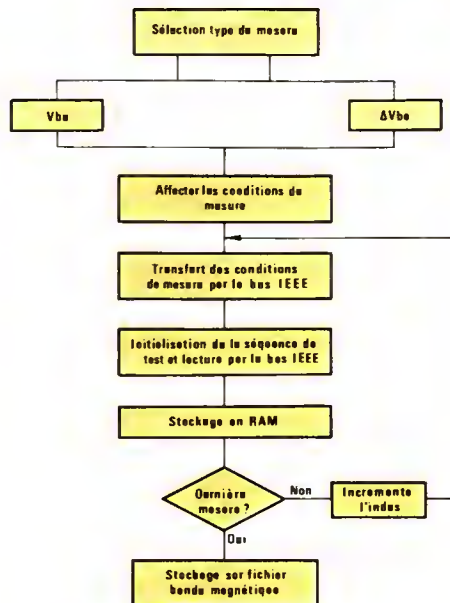 Sélection type de mesure
Vbe
ΔVbe
Affecter les conditions de
mesure
Transfert des conditions
de mesure par le bus IEEE
Initialisation de la séquence de
test et lecture par le bus IEEE
Stockage en RAM
Dernière
mesure ?
Non
Incremente
l'index
Oui
Stockage sur fichier
bande magnétique